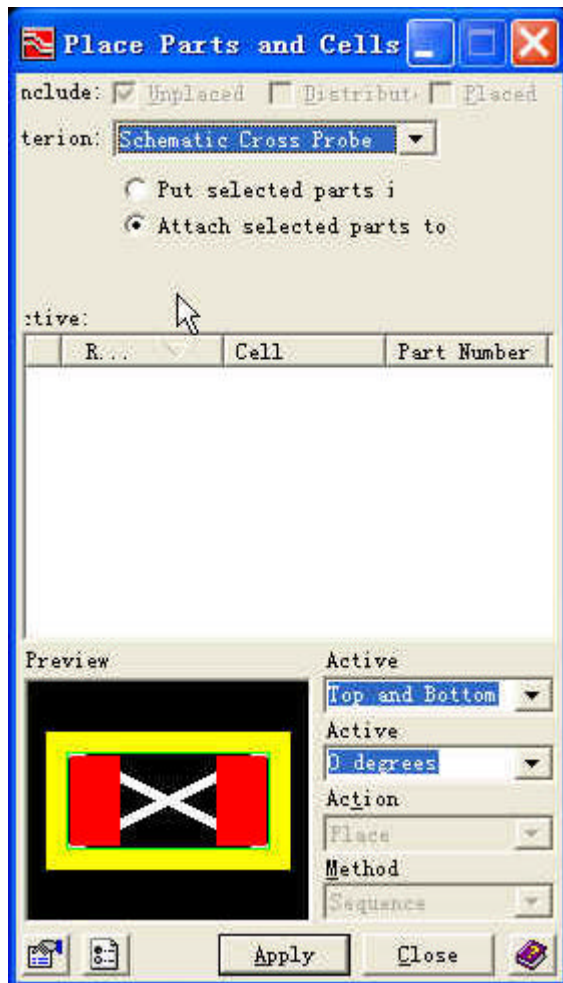 Place Parts and Cells
nclude: Unplaced Distribut Placed
terion: Schematic Cross Probe
Put selected parts i
Attach selected parts to
:tive:
R... Cell Part Number
Preview
Active
Top and Bottom
Active
0 degrees
Action
Place
Method
Sequence
Apply Close